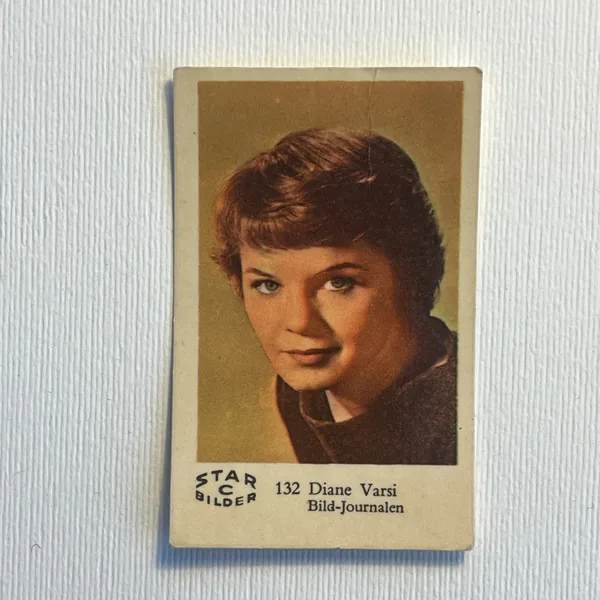 STAR
C
BILDER
132 Diane Varsi
Bild-Journalen